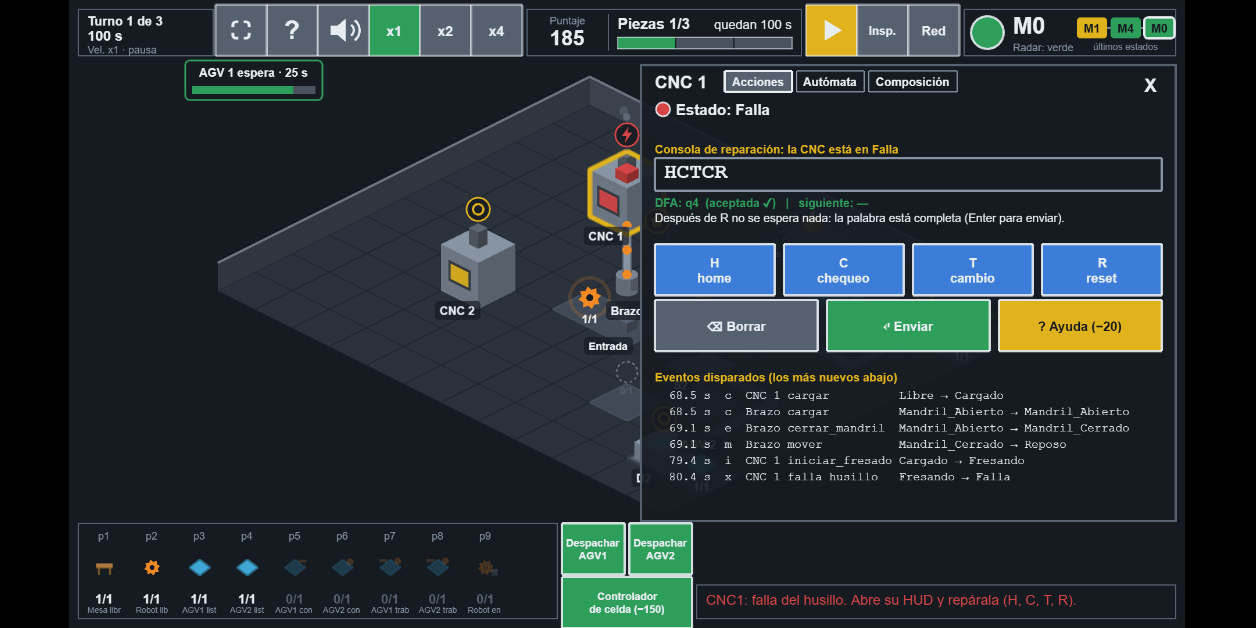 Turno 1 de 3
100 s
Vel. x1 · pausa
?
x1
x2
x4
Puntaje
185
Piezas 1/3
quedan 100 s
Insp.
Red
M0
Radar: verde
M1
M4
M0
últimos estados
AGV 1 espera · 25 s
CNC 1
Acciones
Autómata
Composición
X
Estado: Falla
Consola de reparación: la CNC está en Falla
HCTCR
DFA: q4 (aceptada ✓) | siguiente: —
Después de R no se espera nada: la palabra está completa (Enter para enviar).
H
home
C
chequeo
T
cambio
R
reset
⌫ Borrar
↵ Enviar
? Ayuda (−20)
Eventos disparados (los más nuevos abajo)
68.5 s c CNC 1 cargar Libre → Cargado
68.5 s c Brazo cargar Mandril_Abierto → Mandril_Abierto
69.1 s e Brazo cerrar_mandril Mandril_Abierto → Mandril_Cerrado
69.1 s m Brazo mover Mandril_Cerrado → Reposo
79.4 s i CNC 1 iniciar_fresado Cargado → Fresando
80.4 s x CNC 1 falla husillo Fresando → Falla
CNC 1
CNC 2
1/1
Brazo
Entrada
p1
p2
p3
p4
p5
p6
p7
p8
p9
1/1
1/1
1/1
1/1
0/1
0/1
0/1
0/1
0/1
Mesa libr
Robot lib
AGV1 list
AGV2 list
AGV1 con
AGV2 con
AGV1 trab
AGV2 trab
Robot en
Despachar
AGV1
Despachar
AGV2
Controlador
de celda (−150)
CNC1: falla del husillo. Abre su HUD y repárala (H, C, T, R).